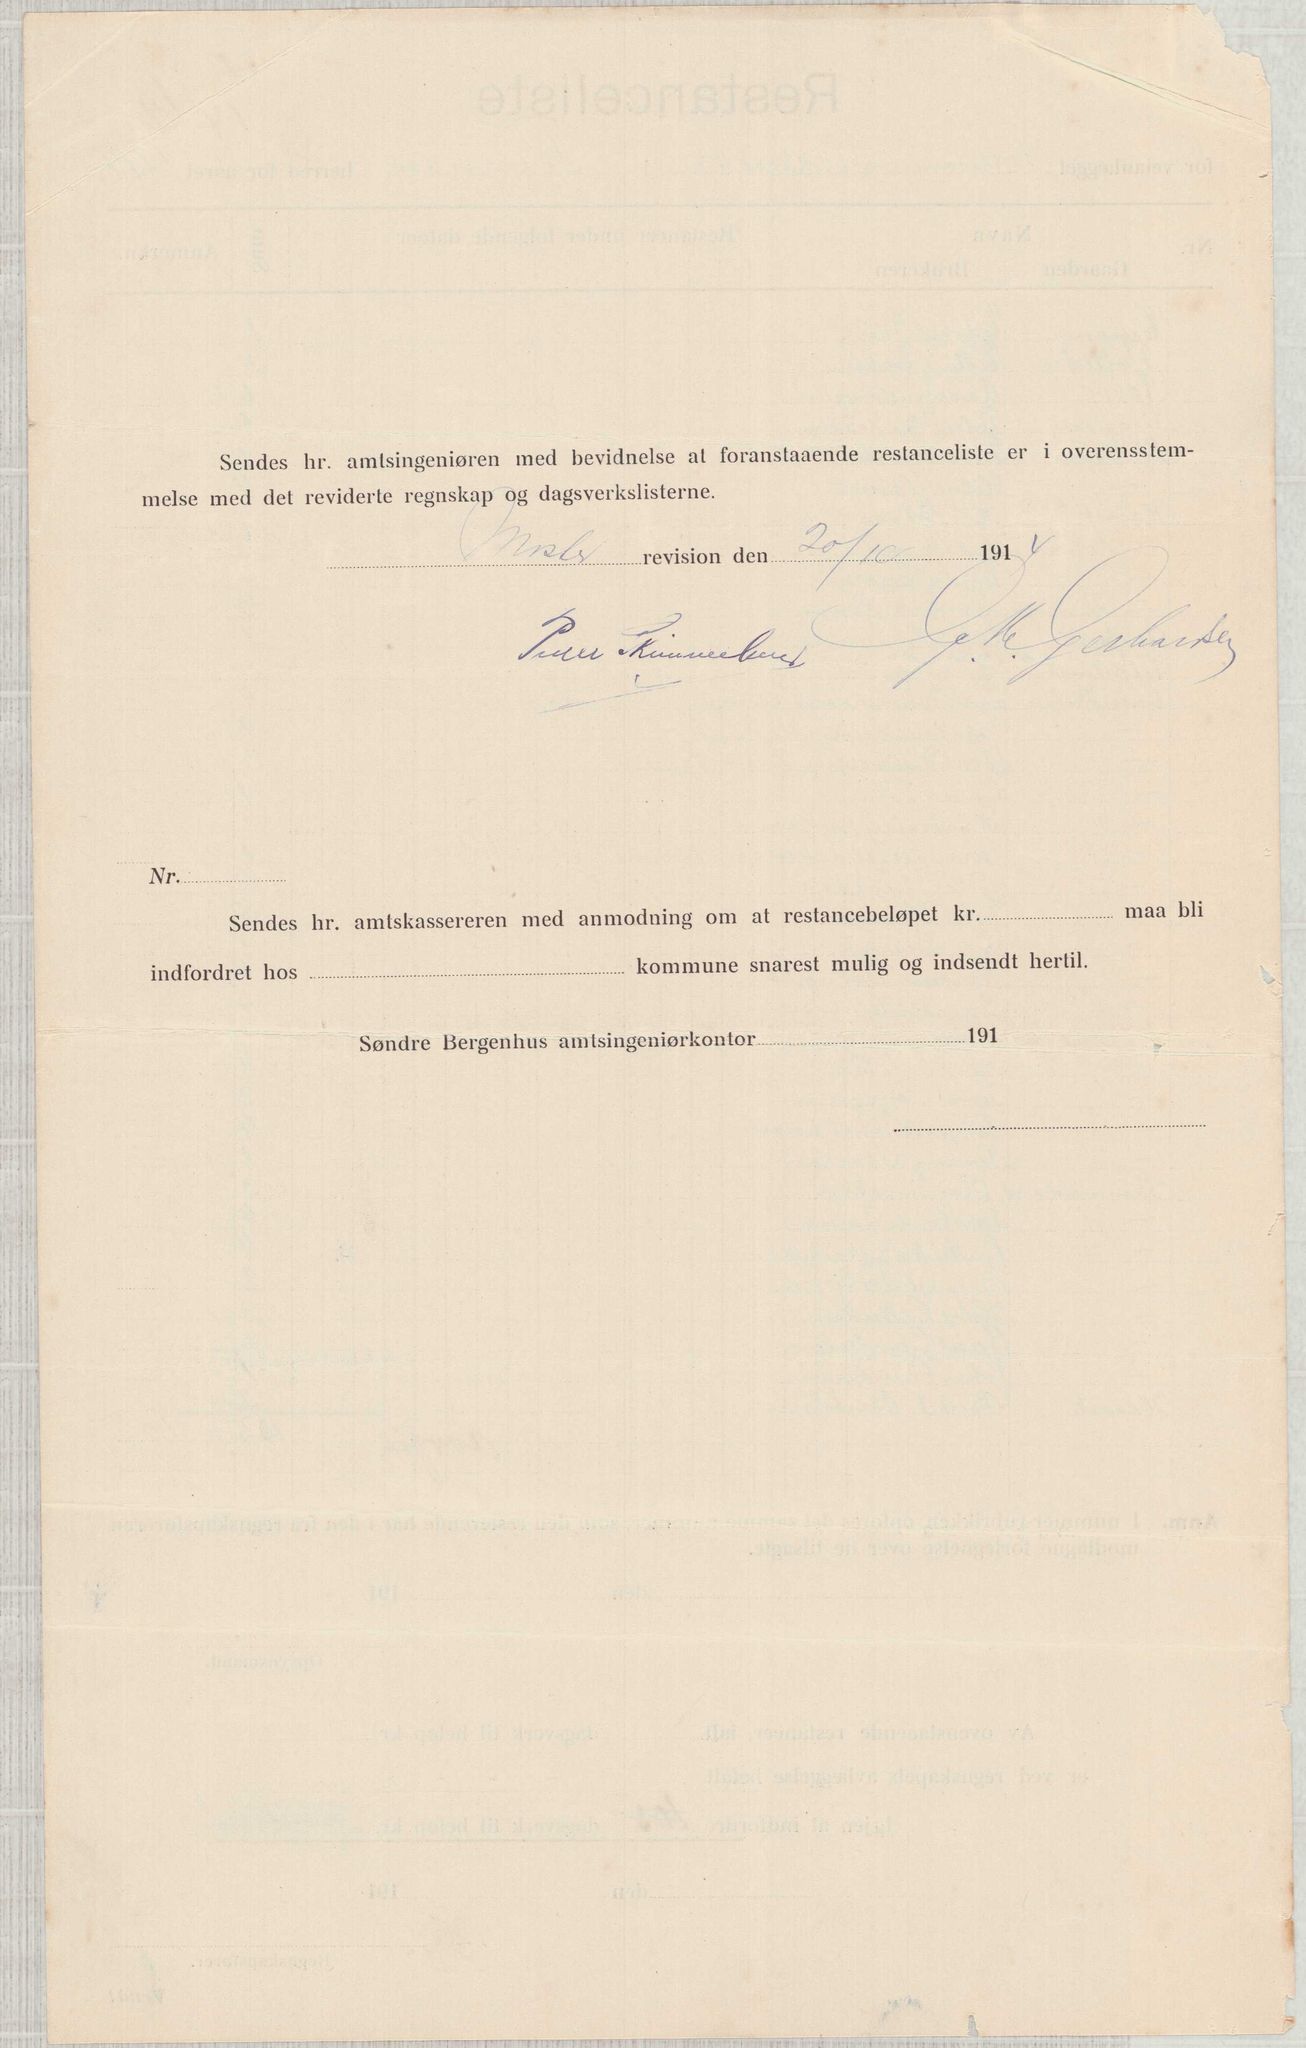 Sendes hr. amtsingeniøren med bevidnelse at foranstaaende restanceliste er i overensstem-
melse med det reviderte regnskap og dagsverkslisterne.
revision den 20/10 1914
Nr.
Sendes hr. amtskassereren med anmodning om at restancebeløpet kr. maa bli
indfordret hos kommune snarest mulig og indsendt hertil.
Søndre Bergenhus amtsingeniørkontor 191